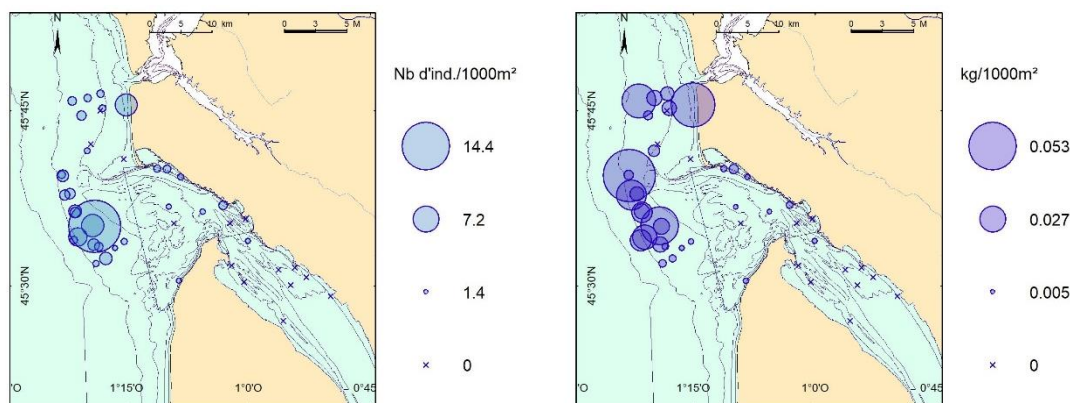 N
0 5 10 km
0 3 5 M
45°45'N
45°30'N
'O
1°15'O
1°0'O
0°45
Nb d'ind./1000m²
14.4
7.2
1.4
0
N
0 5 10 km
0 3 5 M
45°45'N
45°30'N
'O
1°15'O
1°0'O
0°45
kg/1000m²
0.053
0.027
0.005
0